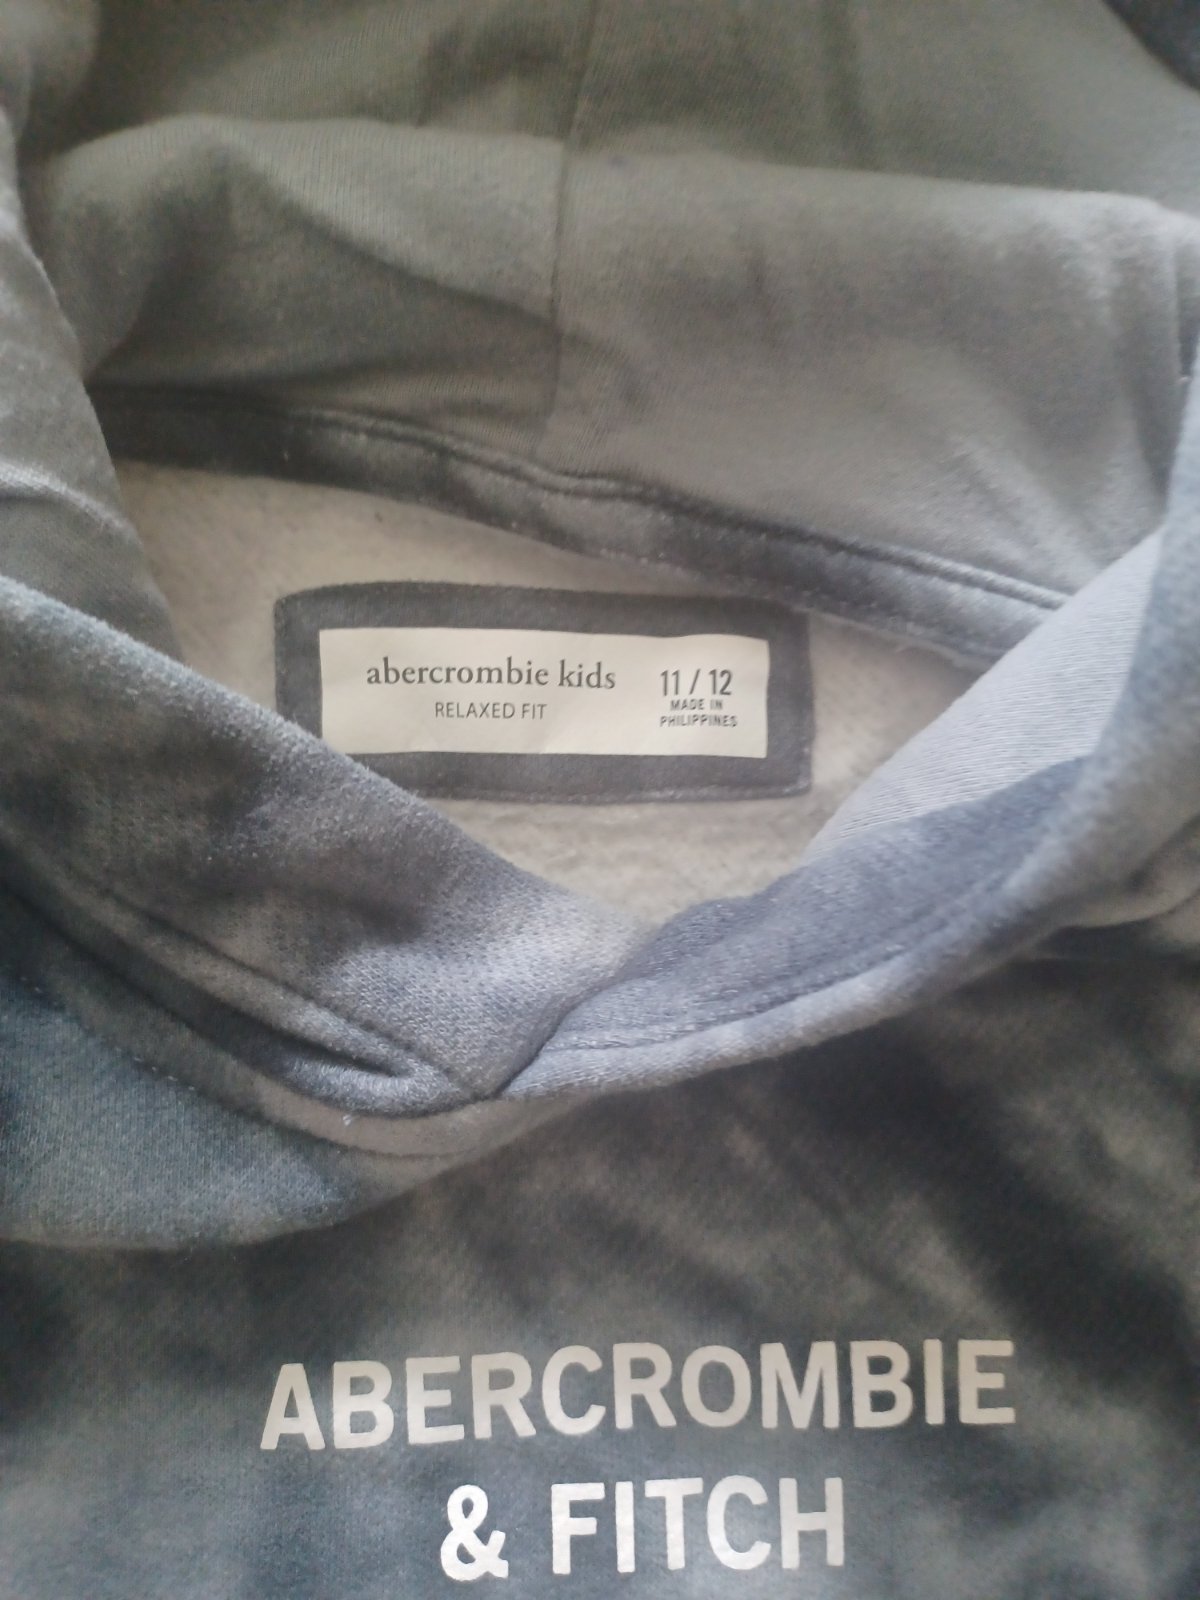 abercrombie kids
RELAXED FIT
11 / 12
MADE IN
PHILIPPINES
ABERCROMBIE
& FITCH